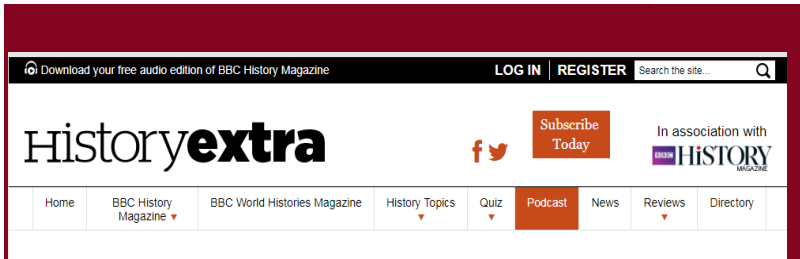 Download your free audio edition of BBC History Magazine
LOG IN REGISTER Search the site...
Historyextra
Subscribe
Today
In association with
BBC HiSTORY
MAGAZINE
Home
BBC History
Magazine
BBC World Histories Magazine
History Topics
Quiz
Podcast
News
Reviews
Directory